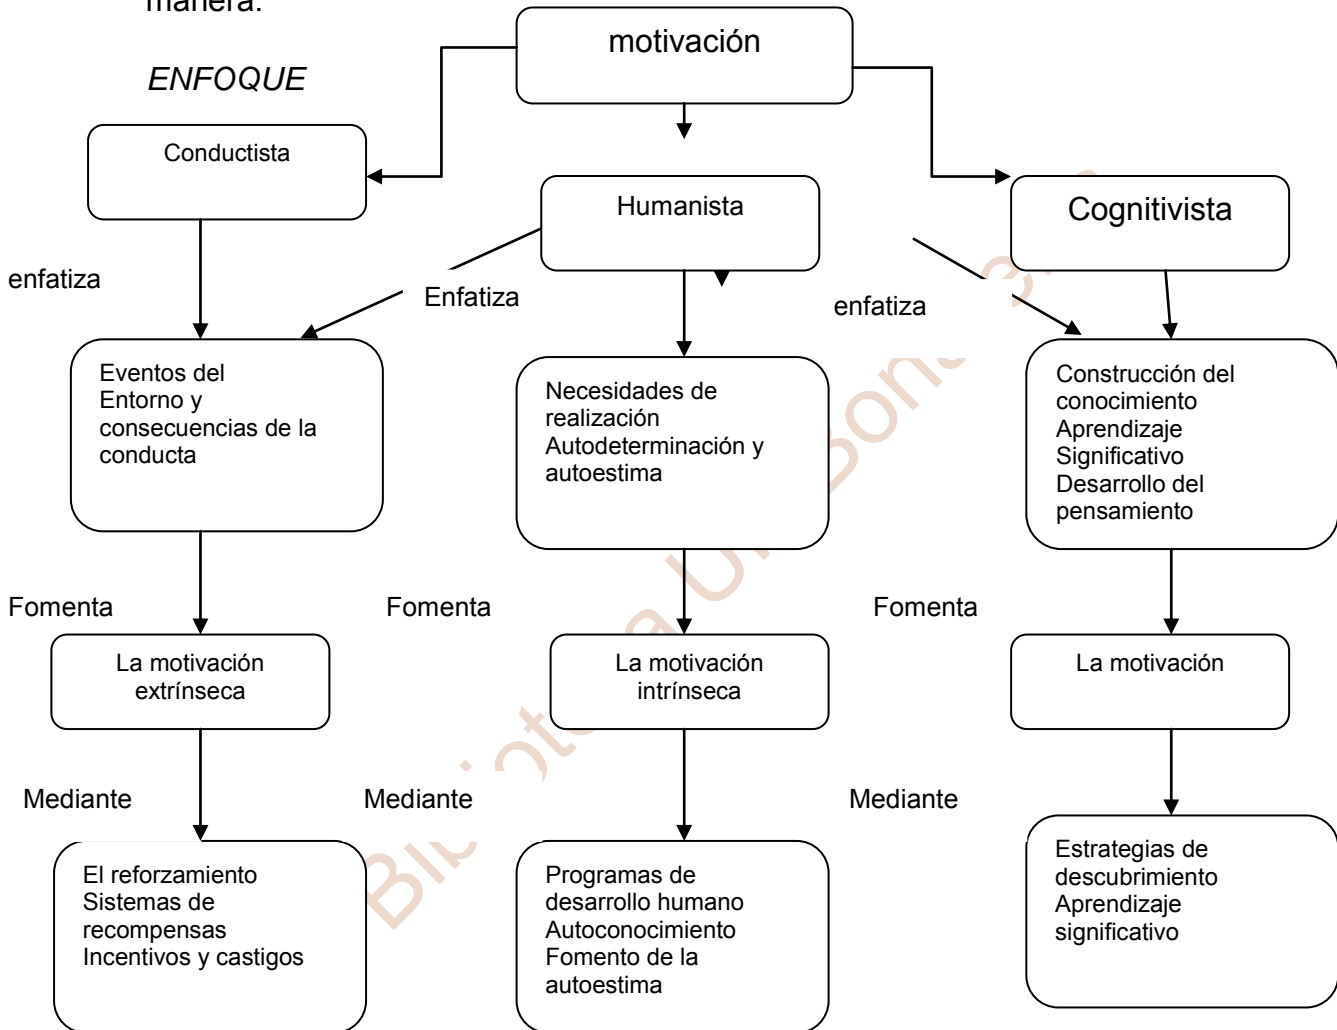 manera.
motivación
ENFOQUE
Conductista
Humanista
Cognitivista
enfatiza
Enfatiza
enfatiza
Eventos del
Entorno y
consecuencias de la
conducta
Necesidades de
realización
Autodeterminación y
autoestima
Construcción del
conocimiento
Aprendizaje
Significativo
Desarrollo del
pensamiento
Fomenta
Fomenta
Fomenta
La motivación
extrínseca
La motivación
intrínseca
La motivación
Mediante
Mediante
Mediante
El reforzamiento
Sistemas de
recompensas
Incentivos y castigos
Programas de
desarrollo humano
Autoconocimiento
Fomento de la
autoestima
Estrategias de
descubrimiento
Aprendizaje
significativo